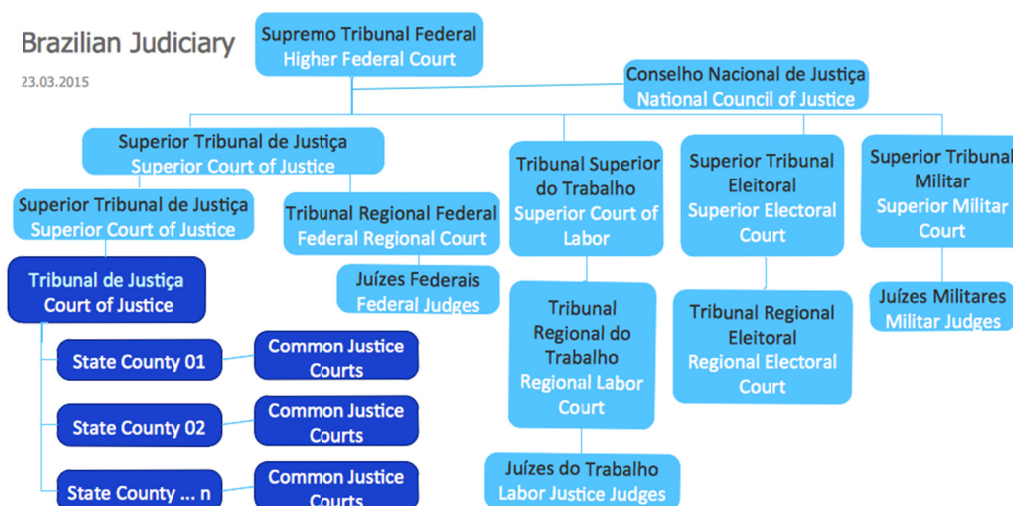 Brazilian Judiciary
23.03.2015
Supremo Tribunal Federal
Higher Federal Court
Conselho Nacional de Justiça
National Council of Justice
Superior Tribunal de Justiça
Superior Court of Justice
Tribunal Superior
do Trabalho
Superior Court of
Labor
Superior Tribunal
Eleitoral
Superior Electoral
Court
Superior Tribunal
Militar
Superior Military
Court
Superior Tribunal de Justiça
Superior Court of Justice
Tribunal Regional Federal
Federal Regional Court
Tribunal de Justiça
Court of Justice
Juízes Federais
Federal Judges
Tribunal
Regional do
Trabalho
Regional Labor
Court
Tribunal Regional
Eleitoral
Regional Electoral
Court
Juízes Militares
Militar Judges
State County 01
Common Justice
Courts
State County 02
Common Justice
Courts
State County ... n
Common Justice
Courts
Juízes do Trabalho
Labor Justice Judges